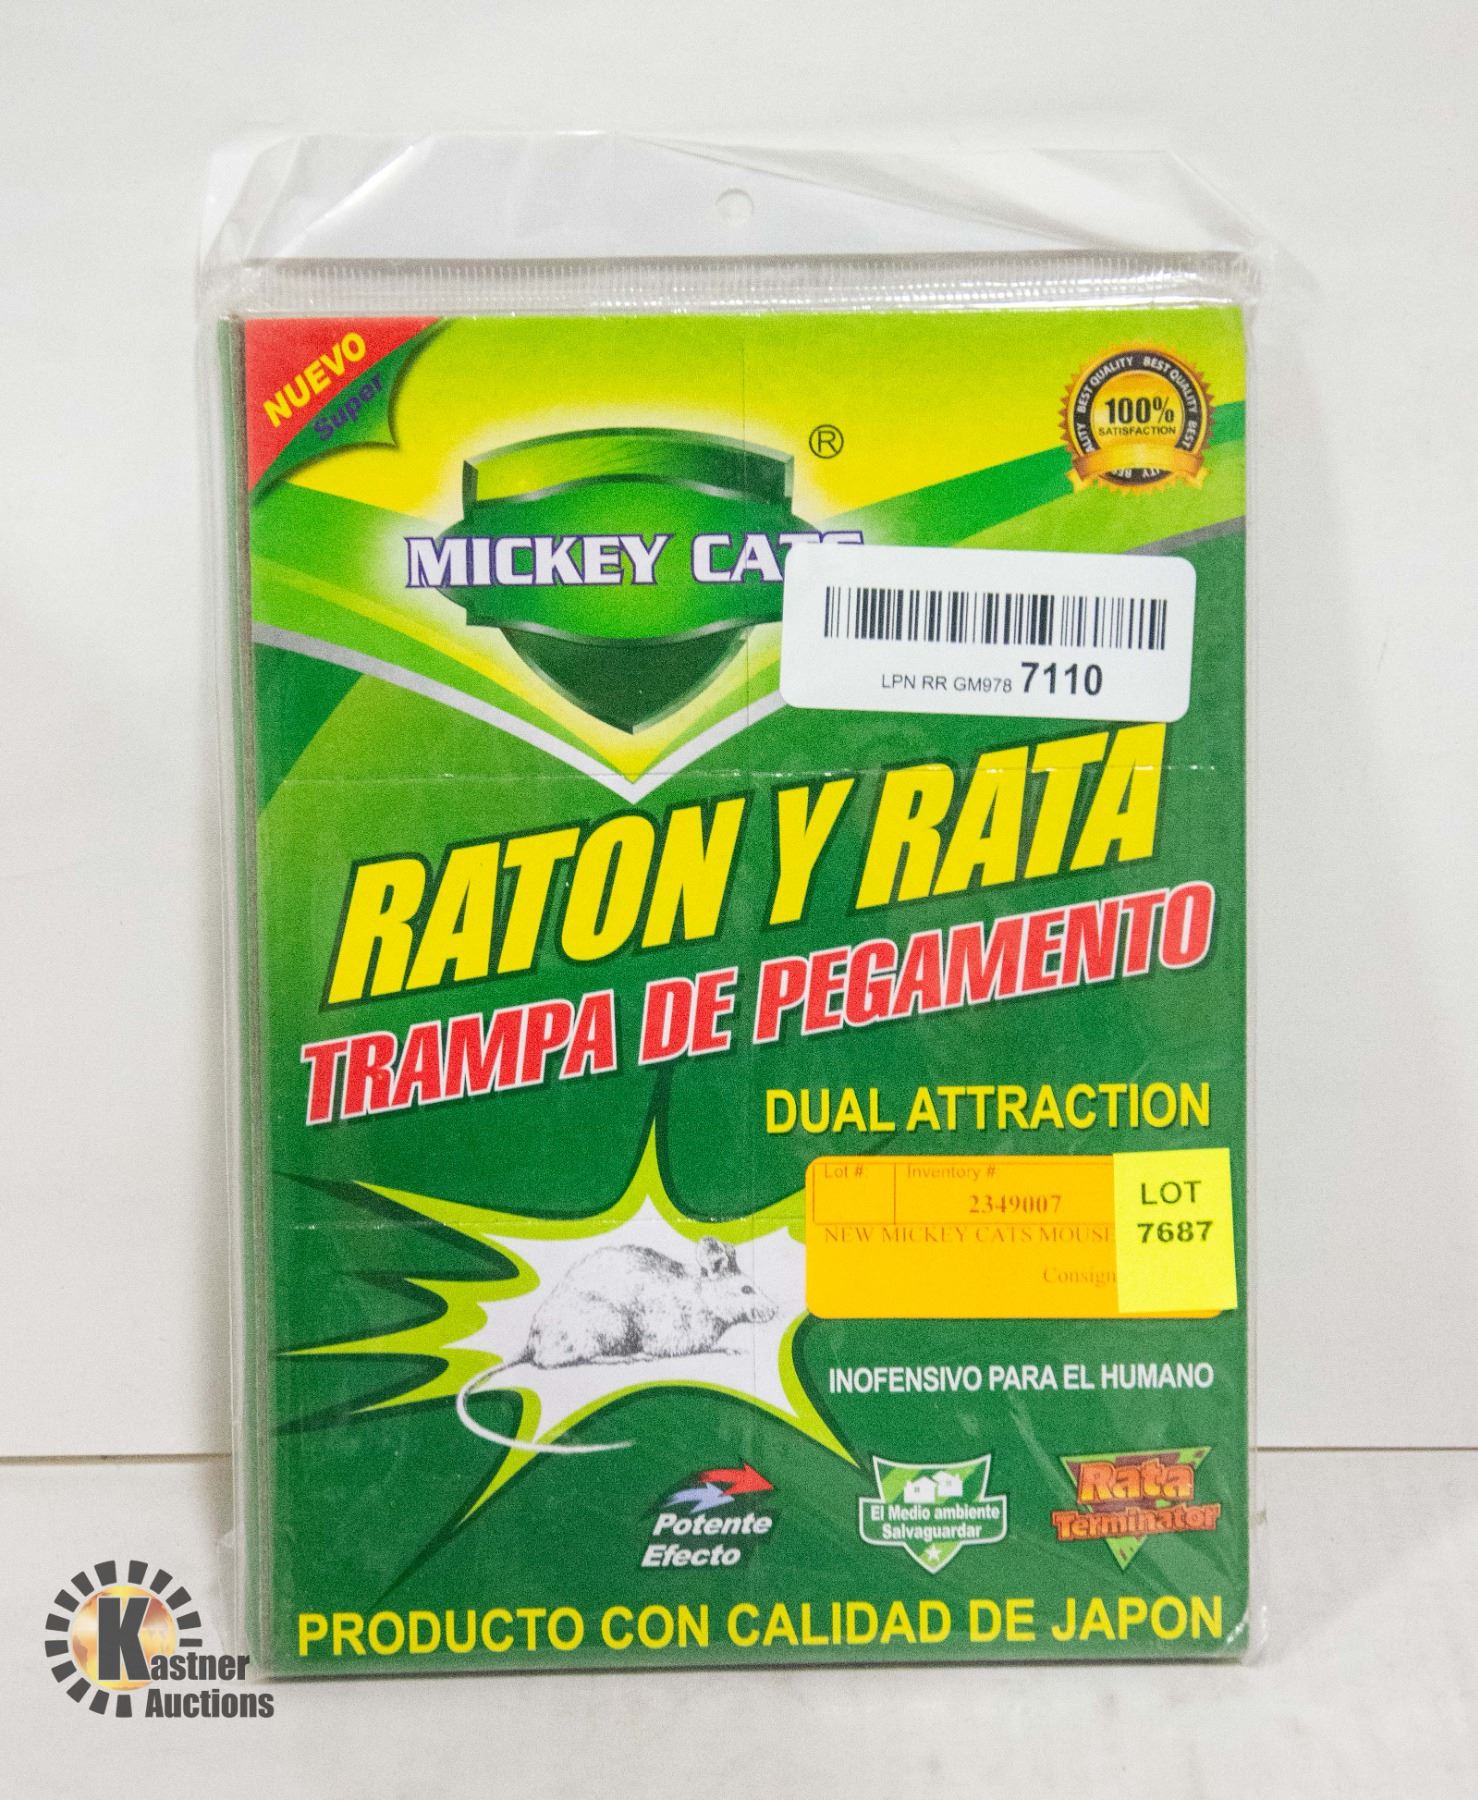 NUEVO
Super
BEST QUALITY BEST QUALITY BEST
100%
SATISFACTION
®
MICKEY CATS
LPN RR GM978 7110
RATON Y RATA
TRAMPA DE PEGAMENTO
DUAL ATTRACTION
Lot #. Inventory #.
2349007
NEW MICKEY CATS MOUSE
Consign
LOT
7687
INOFENSIVO PARA EL HUMANO
Potente
Efecto
El Medio ambiente
Salvaguardar
Rata
Terminator
PRODUCTO CON CALIDAD DE JAPON
Kastner
Auctions